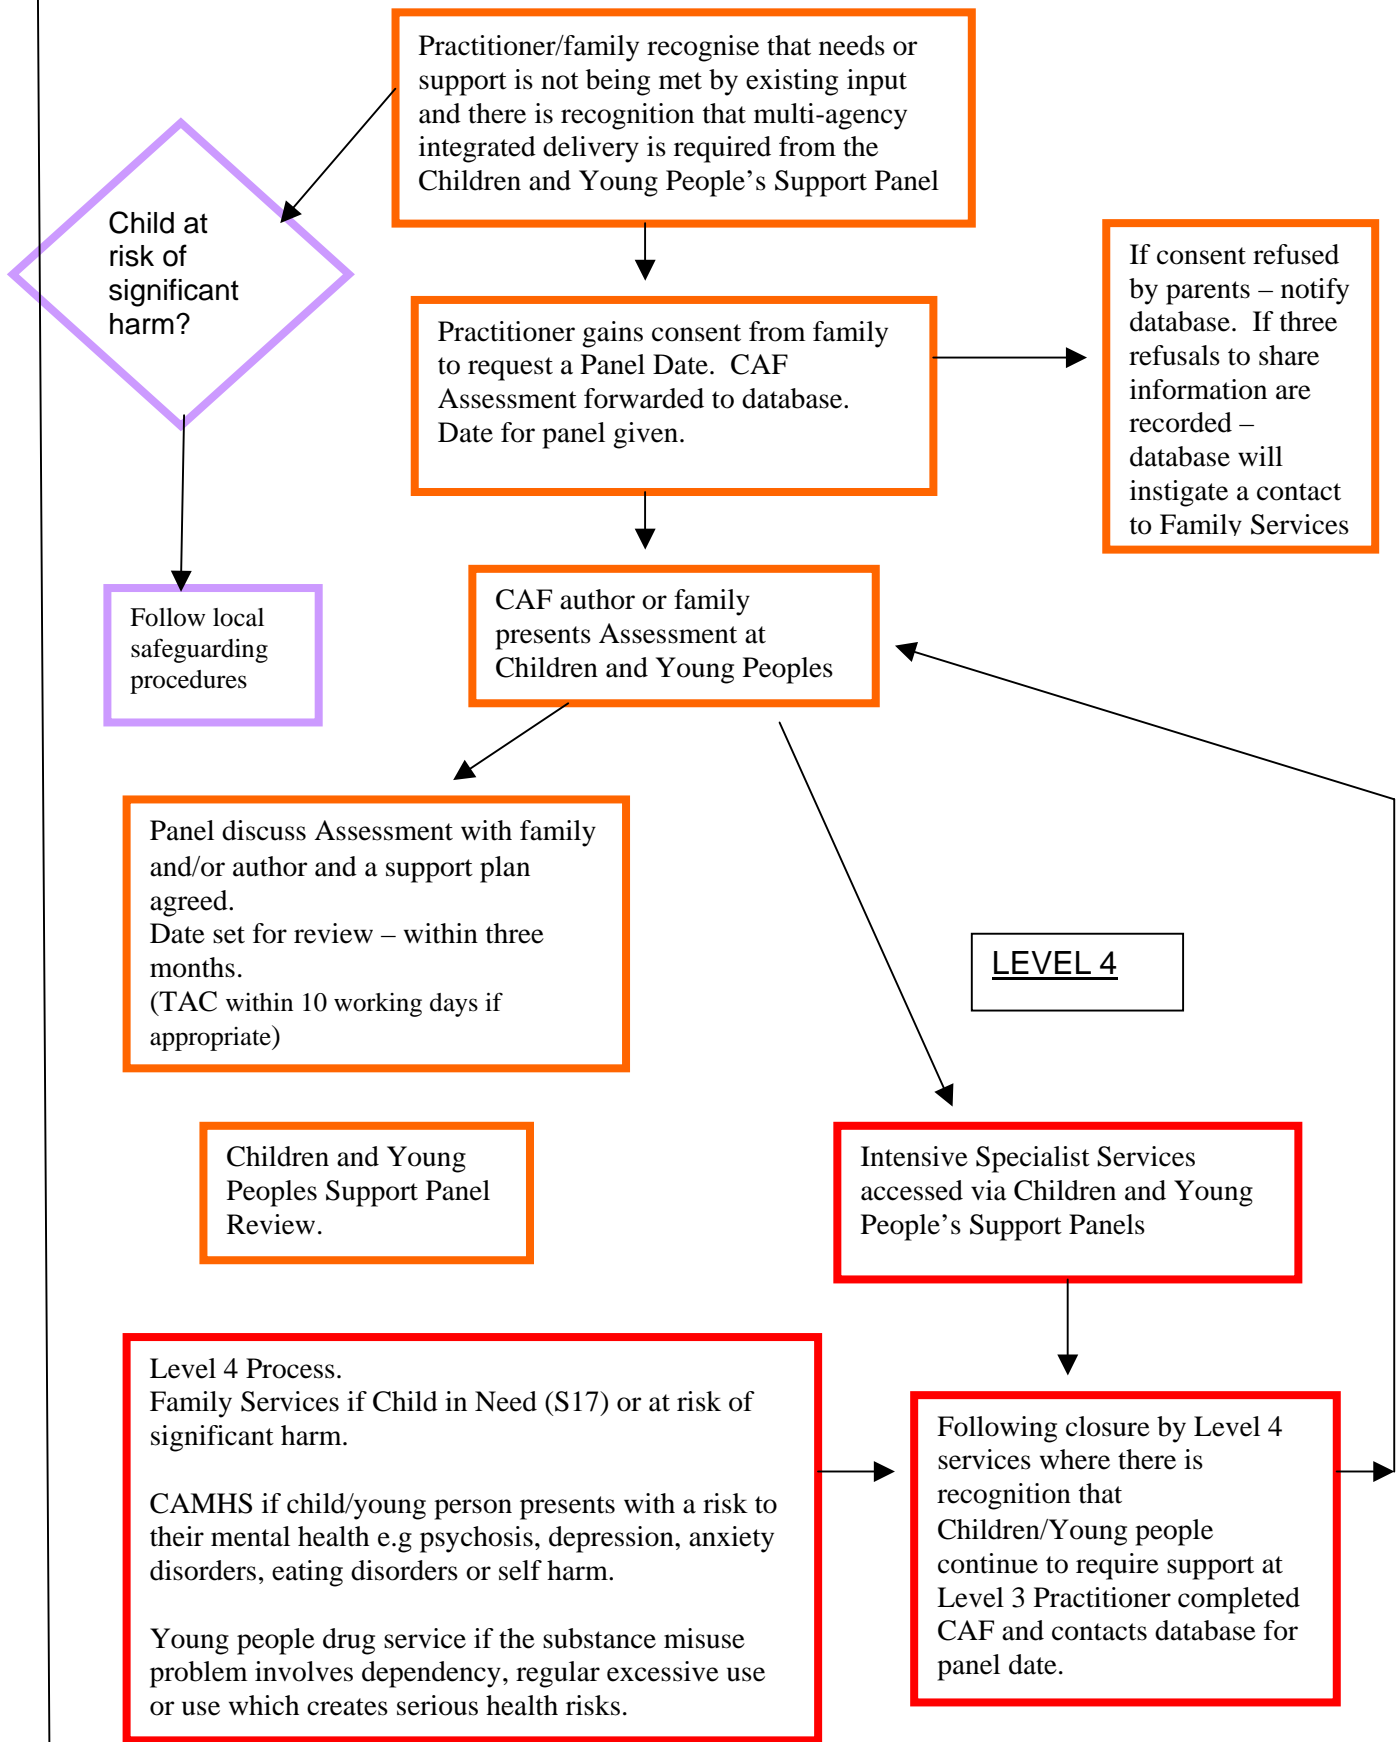 Practitioner/family recognise that needs or
support is not being met by existing input
and there is recognition that multi-agency
integrated delivery is required from the
Children and Young People’s Support Panel
Child at
risk of
significant
harm?
If consent refused
by parents – notify
database.  If three
refusals to share
information are
recorded –
database will
instigate a contact
to Family Services
Practitioner gains consent from family
to request a Panel Date.  CAF
Assessment forwarded to database.
Date for panel given.
Follow local
safeguarding
procedures
CAF author or family
presents Assessment at
Children and Young Peoples
Panel discuss Assessment with family
and/or author and a support plan
agreed.
Date set for review – within three
months.
(TAC within 10 working days if
appropriate)
LEVEL 4
Children and Young
Peoples Support Panel
Review.
Intensive Specialist Services
accessed via Children and Young
People’s Support Panels
Level 4 Process.
Family Services if Child in Need (S17) or at risk of
significant harm.
CAMHS if child/young person presents with a risk to
their mental health e.g psychosis, depression, anxiety
disorders, eating disorders or self harm.
Young people drug service if the substance misuse
problem involves dependency, regular excessive use
or use which creates serious health risks.
Following closure by Level 4
services where there is
recognition that
Children/Young people
continue to require support at
Level 3 Practitioner completed
CAF and contacts database for
panel date.